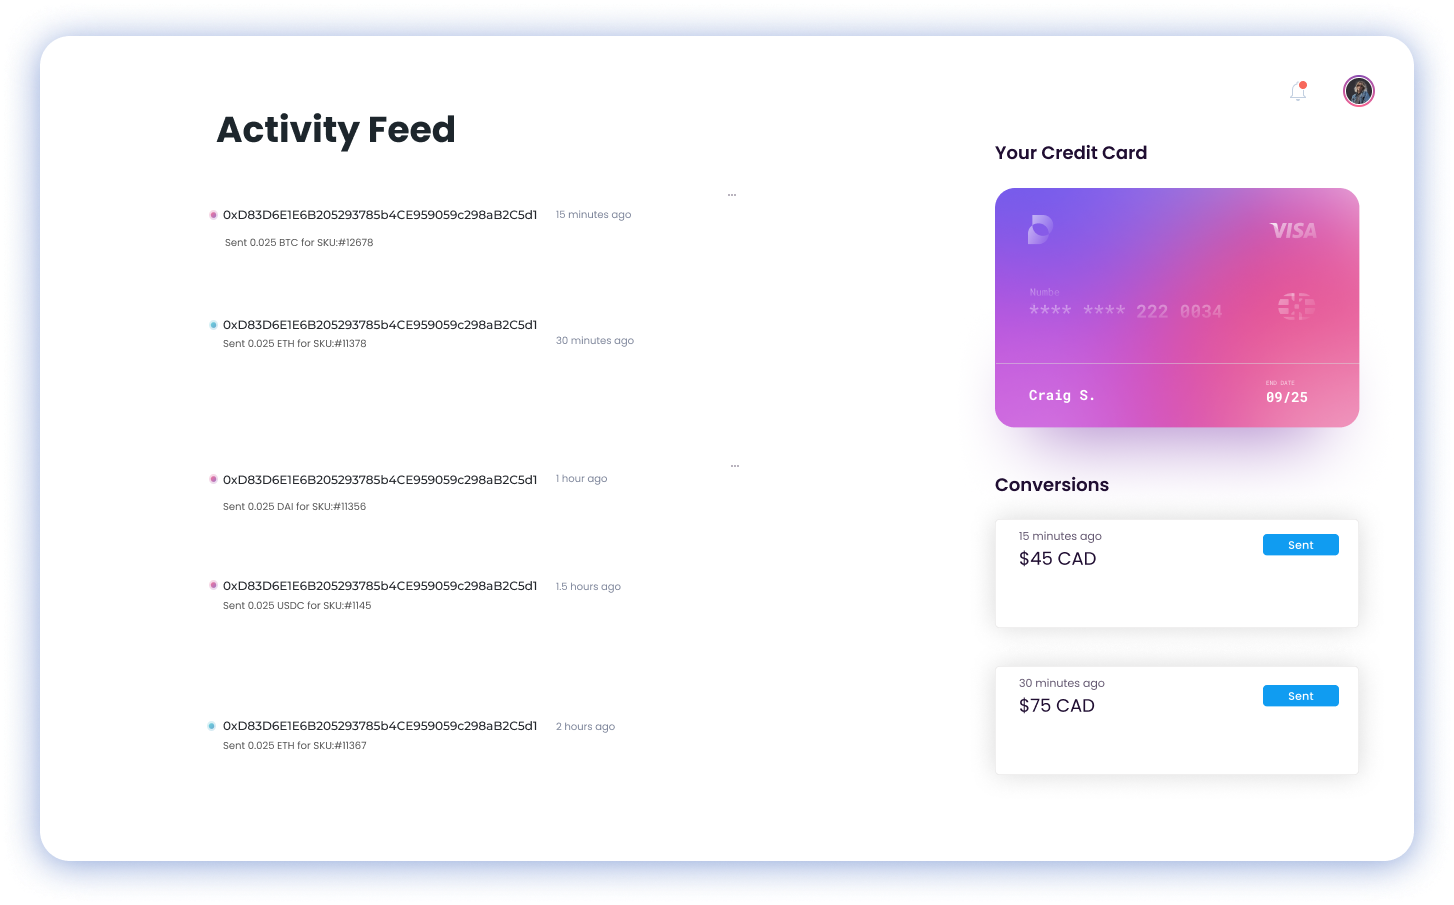 Activity Feed
...
0xD83D6E1E6B205293785b4CE959059c298aB2C5d1 15 minutes ago
Sent 0.025 BTC for SKU:#12678
0xD83D6E1E6B205293785b4CE959059c298aB2C5d1
Sent 0.025 ETH for SKU:#11378 30 minutes ago
...
0xD83D6E1E6B205293785b4CE959059c298aB2C5d1 1 hour ago
Sent 0.025 DAI for SKU:#11356
0xD83D6E1E6B205293785b4CE959059c298aB2C5d1 1.5 hours ago
Sent 0.025 USDC for SKU:#1145
0xD83D6E1E6B205293785b4CE959059c298aB2C5d1 2 hours ago
Sent 0.025 ETH for SKU:#11367
Your Credit Card
VISA
Numbe
**** **** 222 0034
END DATE
Craig S. 09/25
Conversions
15 minutes ago
$45 CAD
Sent
30 minutes ago
$75 CAD
Sent